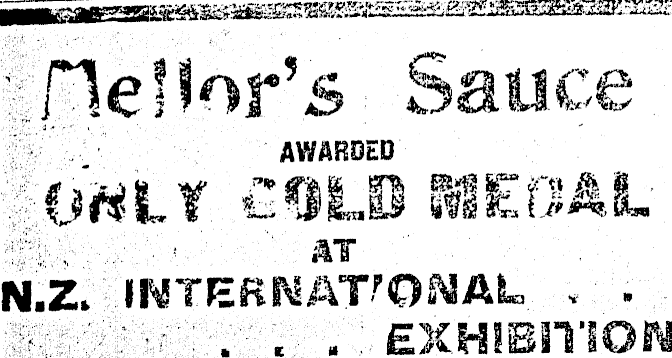 Mellor's Sauce
AWARDED
ONLY GOLD MEDAL
AT
N.Z. INTERNATIONAL . .
. . . . EXHIBITION